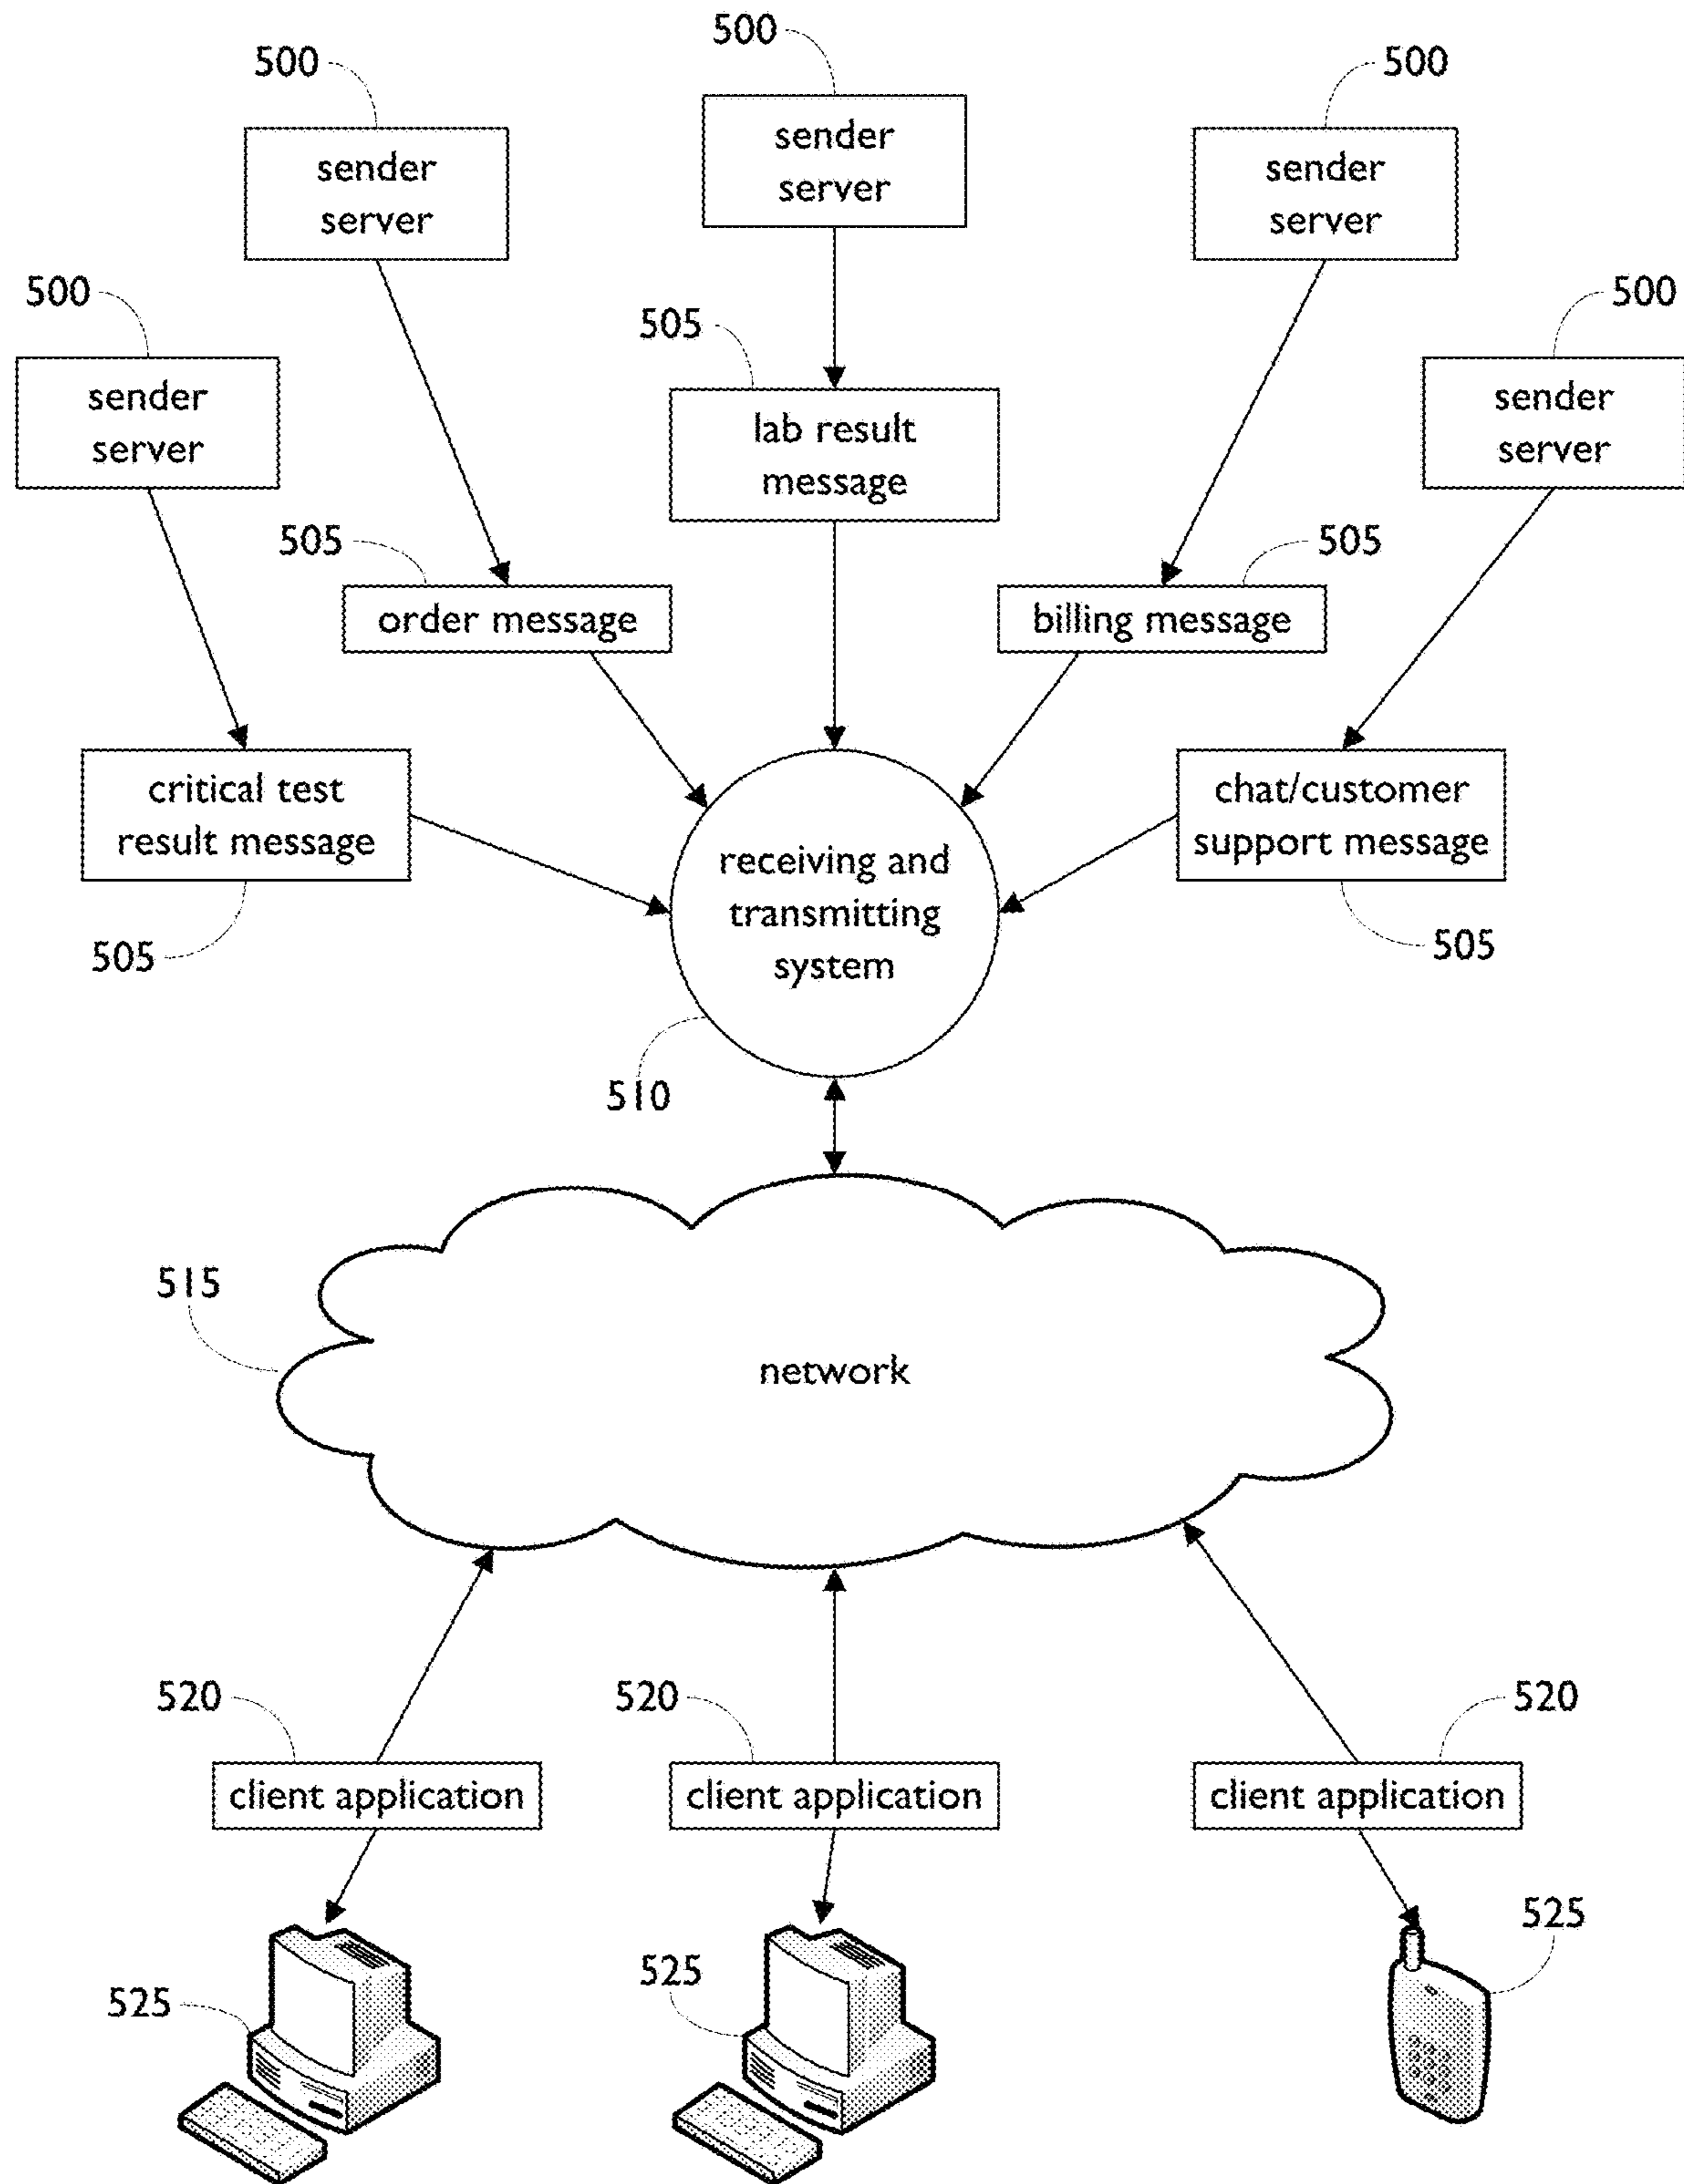 500
500
500
sender
server
sender
server
sender
server
500
500
505
sender
server
lab result
message
sender
server
505
505
order message
billing message
critical test
result message
chat/customer
support message
receiving and
transmitting
system
505
505
510
515
network
520
520
520
client application
client application
client application
525
525
525